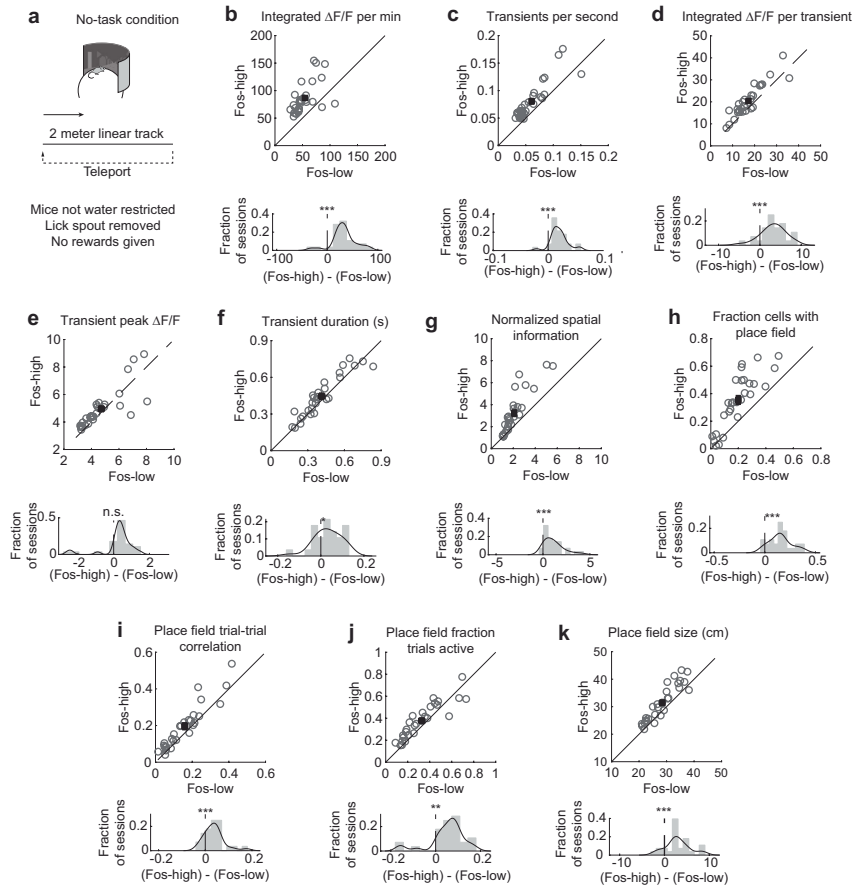 a
No-task condition
2 meter linear track
Teleport
Mice not water restricted
Lick spout removed
No rewards given
b
Integrated ΔF/F per min
Fos-high
200
150
100
50
0
0 50 100 200
Fos-low
***
Fraction
of sessions
0.4
0.2
0
-100 0 100
(Fos-high) - (Fos-low)
c
Transients per second
Fos-high
0.2
0.15
0.1
0.05
0
0 0.1 0.2
Fos-low
***
Fraction
of sessions
0.4
0.2
0
-0.1 0 0.1
(Fos-high) - (Fos-low)
d
Integrated ΔF/F per transient
Fos-high
50
40
30
20
10
0
0 10 20 30 40 50
Fos-low
***
Fraction
of sessions
0.2
0
-10 0 10
(Fos-high) - (Fos-low)
e
Transient peak ΔF/F
Fos-high
10
8
6
4
2
2 4 6 8 10
Fos-low
n.s.
Fraction
of sessions
0.5
0
-2 0 2
(Fos-high) - (Fos-low)
f
Transient duration (s)
Fos-high
0.9
0.6
0.3
0
0 0.3 0.6 0.9
Fos-low
*
Fraction
of sessions
0.2
0.1
0
-0.2 0 0.2
(Fos-high) - (Fos-low)
g
Normalized spatial
information
Fos-high
10
8
6
4
2
0
0 2 4 6 8 10
Fos-low
***
Fraction
of sessions
0.4
0.2
0
-5 0 5
(Fos-high) - (Fos-low)
h
Fraction cells with
place field
Fos-high
0.8
0.6
0.4
0.2
0
0 0.2 0.4 0.6 0.8
Fos-low
***
Fraction
of sessions
0.2
0
-0.5 0 0.5
(Fos-high) - (Fos-low)
i
Place field trial-trial
correlation
Fos-high
0.6
0.4
0.2
0
0 0.2 0.4 0.6
Fos-low
***
Fraction
of sessions
0.2
0
-0.2 0 0.2
(Fos-high) - (Fos-low)
j
Place field fraction
trials active
Fos-high
1
0.8
0.6
0.4
0.2
0
0 0.2 0.4 0.6 0.8 1
Fos-low
**
Fraction
of sessions
0.2
0
-0.2 0 0.2
(Fos-high) - (Fos-low)
k
Place field size (cm)
Fos-high
50
40
30
20
10
10 20 30 40 50
Fos-low
***
Fraction
of sessions
0.4
0.2
0
-10 0 10
(Fos-high) - (Fos-low)